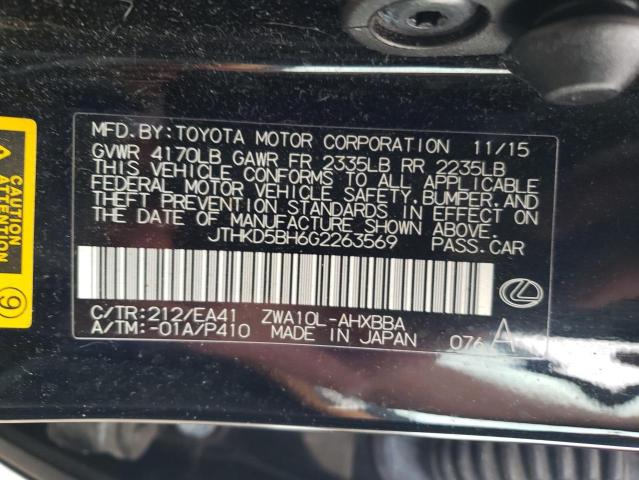 MFD. BY: TOYOTA MOTOR CORPORATION 11/15
GVWR 4170LB GAWR FR 2335LB RR 2235LB
THIS VEHICLE CONFORMS TO ALL APPLICABLE
FEDERAL MOTOR VEHICLE SAFETY, BUMPER, AND
THEFT PREVENTION STANDARDS IN EFFECT ON
THE DATE OF MANUFACTURE SHOWN ABOVE.
JTHKD5BH6G2263569 PASS. CAR
C/TR: 212/EA41 ZWA10L-AHXBBA
A/TM: -01A/P410 MADE IN JAPAN 076 A
CAUTION
ATTENTION
9